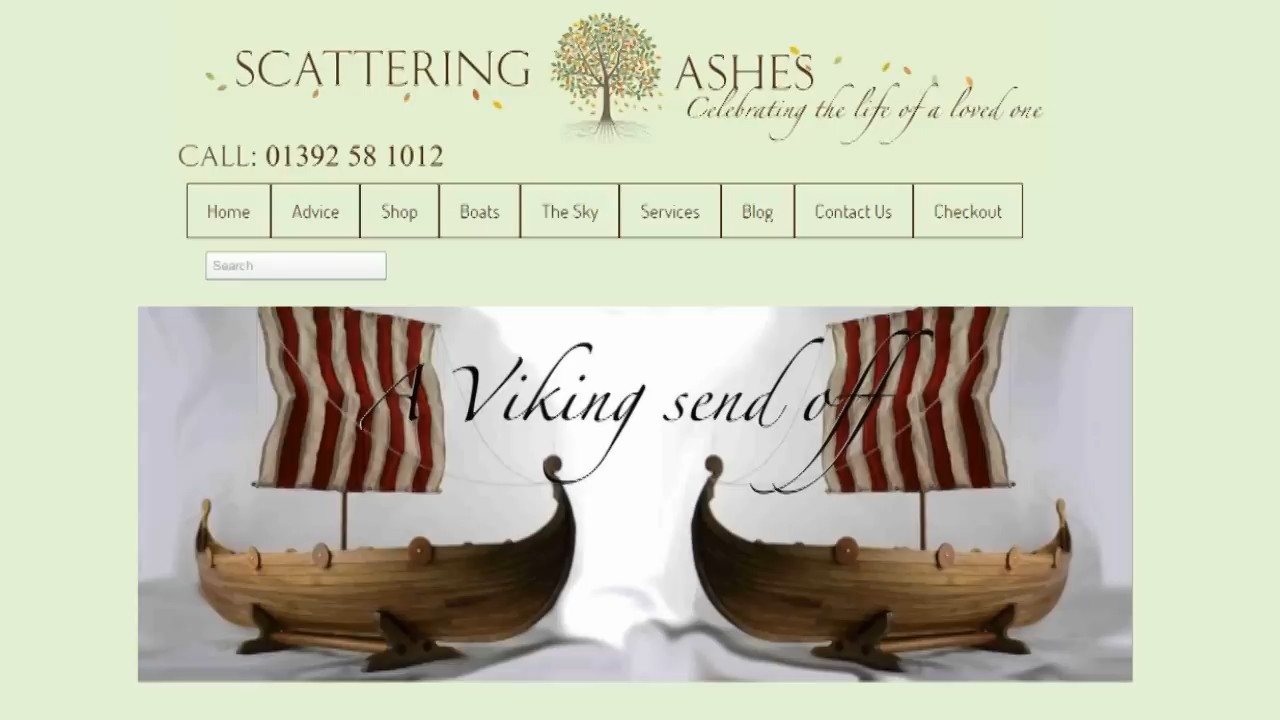 SCATTERING ASHES
Celebrating the life of a loved one
CALL: 01392 58 1012
Home Advice Shop Boats The Sky Services Blog Contact Us Checkout
Search
A Viking send off